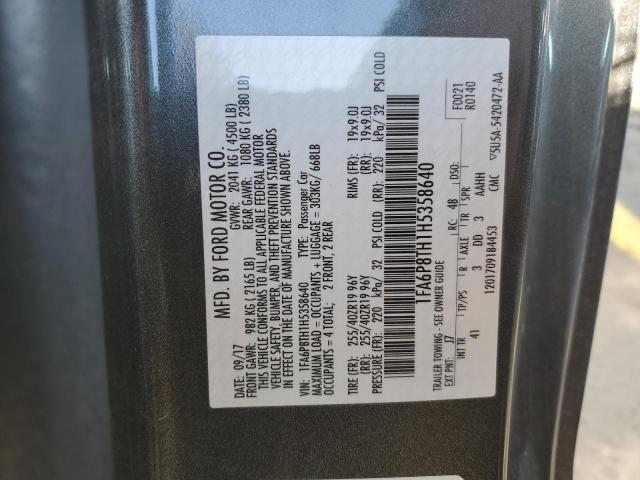 MFD. BY FORD MOTOR CO.
DATE: 09/17 GVWR: 2041 KG ( 4500 LB)
FRONT GAWR: 982 KG ( 2165 LB) REAR GAWR: 1080 KG ( 2380 LB)
THIS VEHICLE CONFORMS TO ALL APPLICABLE FEDERAL MOTOR
VEHICLE SAFETY, BUMPER, AND THEFT PREVENTION STANDARDS
IN EFFECT ON THE DATE OF MANUFACTURE SHOWN ABOVE.
VIN: 1FA6P8TH1H5358640 TYPE: Passenger Car
MAXIMUM LOAD = OCCUPANTS + LUGGAGE = 303KG/ 668LB
OCCUPANTS = 4 TOTAL; 2 FRONT, 2 REAR
TIRE (FR): 255/40ZR19 96Y RIMS (FR): 19x9.0J
(RR): 255/40ZR19 96Y (RR): 19x9.0J
PRESSURE (FR): 220 kPa/ 32 PSI COLD (RR): 220 kPa/ 32 PSI COLD
1FA6P8TH1H5358640
TRAILER TOWING - SEE OWNER GUIDE
EXT PNT: J7 RC: 48 DSO: F0021
R0140
INT TR TP/PS R AXLE TR SPR
41 3 DD 3 AAHH
1201709184453 CMC ▽5U5A-5420472-AA